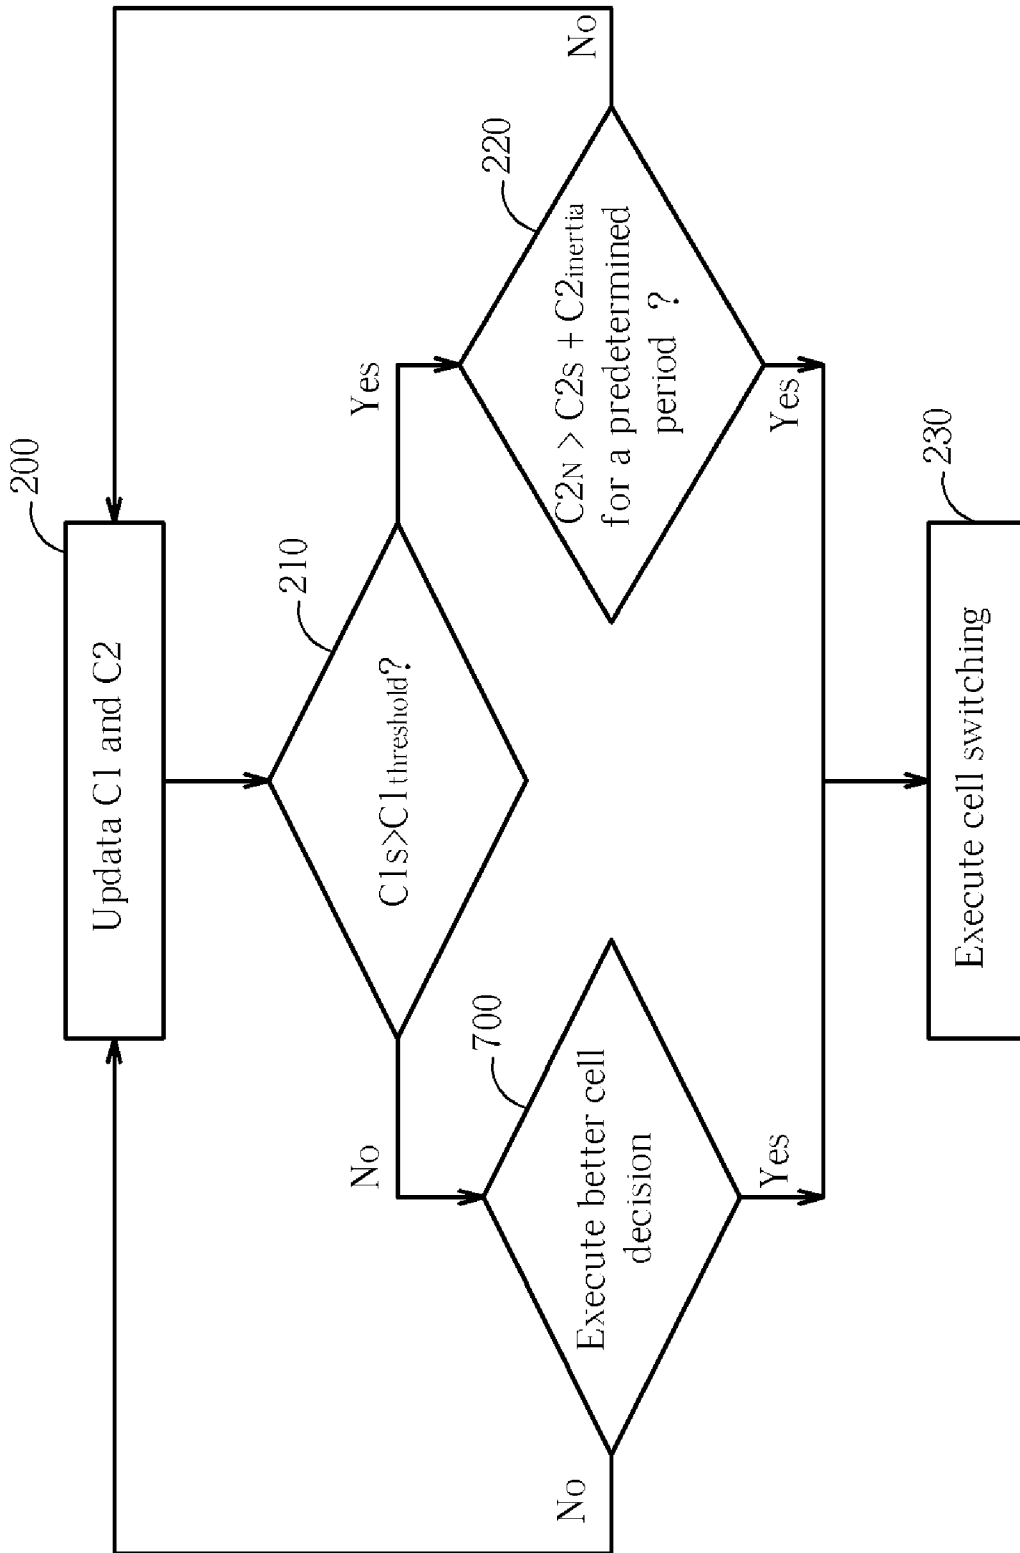 200
Updata C1 and C2
210
C1s>C1threshold?
No
Yes
700
Execute better cell
decision
220
C2N > C2s + C2inertia
for a predetermined
period ?
No
Yes
No
Yes
230
Execute cell switching